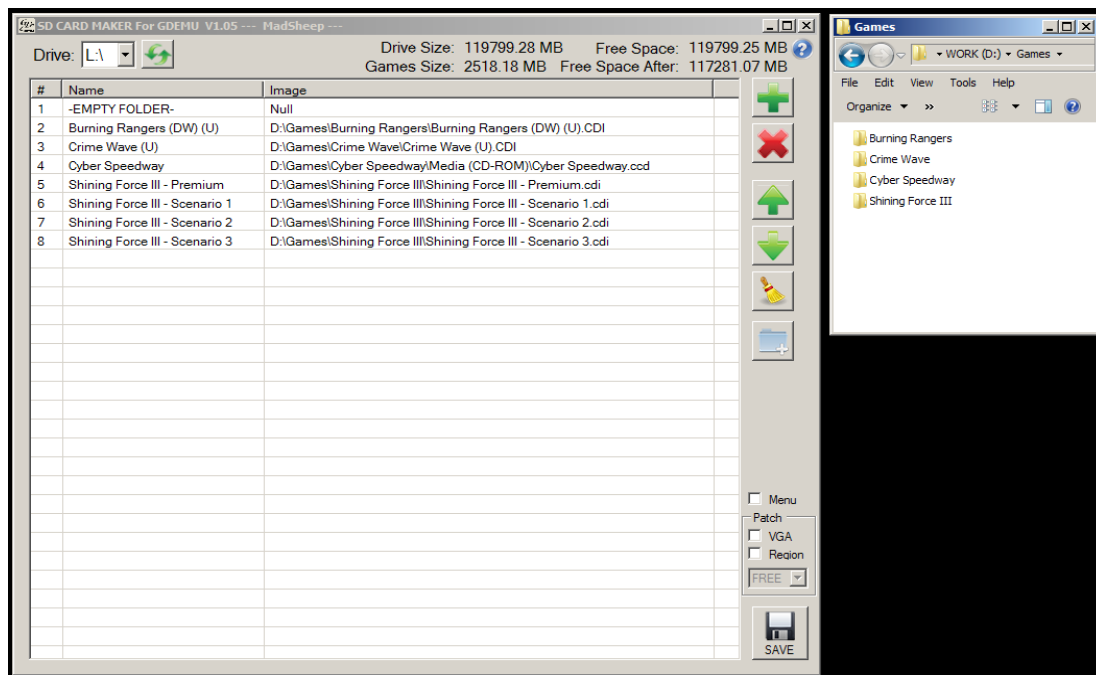 SD CARD MAKER For GDEMU V1.05 --- MadSheep ---
Drive: L:\
Drive Size: 119799.28 MB Free Space: 119799.25 MB
Games Size: 2518.18 MB Free Space After: 117281.07 MB
# Name Image
1 -EMPTY FOLDER- Null
2 Burning Rangers (DW) (U) D:\Games\Burning Rangers\Burning Rangers (DW) (U).CDI
3 Crime Wave (U) D:\Games\Crime Wave\Crime Wave (U).CDI
4 Cyber Speedway D:\Games\Cyber Speedway\Media (CD-ROM)\Cyber Speedway.ccd
5 Shining Force III - Premium D:\Games\Shining Force III\Shining Force III - Premium.cdi
6 Shining Force III - Scenario 1 D:\Games\Shining Force III\Shining Force III - Scenario 1.cdi
7 Shining Force III - Scenario 2 D:\Games\Shining Force III\Shining Force III - Scenario 2.cdi
8 Shining Force III - Scenario 3 D:\Games\Shining Force III\Shining Force III - Scenario 3.cdi
Menu
Patch
VGA
Region
FREE
SAVE
Games
WORK (D:) Games
File Edit View Tools Help
Organize »
Burning Rangers
Crime Wave
Cyber Speedway
Shining Force III